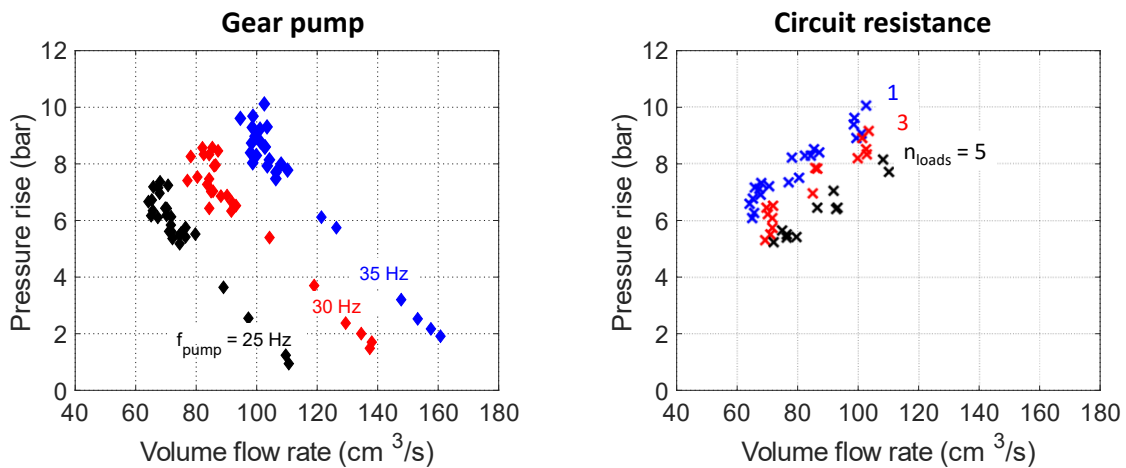 Gear pump
12
10
8
6
4
2
0
Pressure rise (bar)
35 Hz
30 Hz
f_pump = 25 Hz
40 60 80 100 120 140 160 180
Volume flow rate (cm ³/s)
Circuit resistance
12
10
8
6
4
2
0
Pressure rise (bar)
1
3
n_loads = 5
40 60 80 100 120 140 160 180
Volume flow rate (cm ³/s)